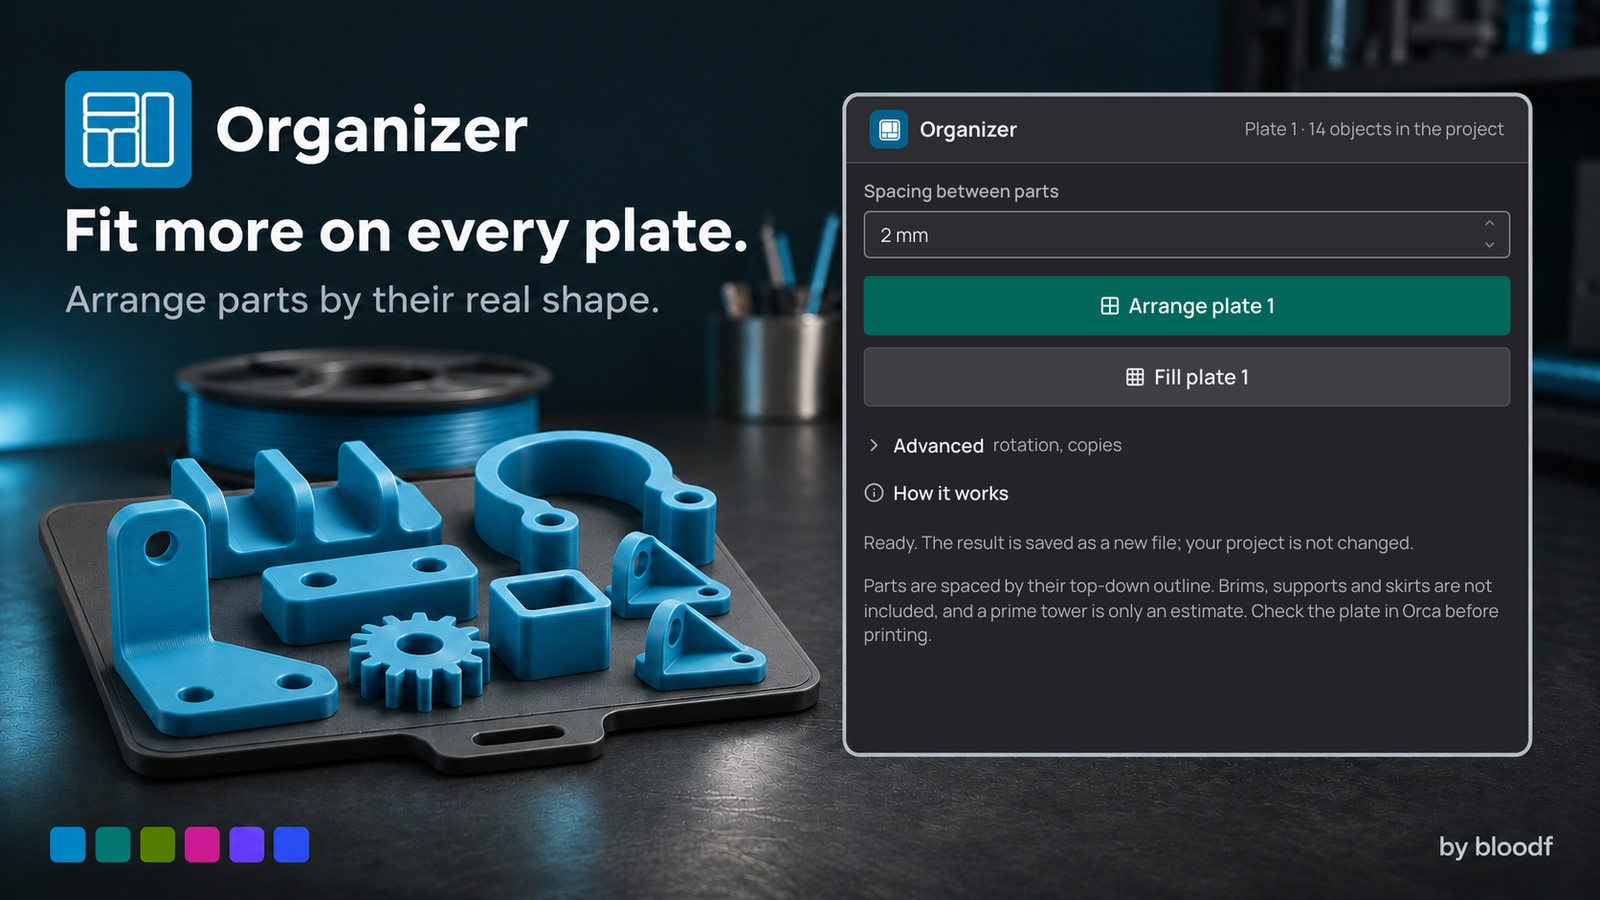 Organizer
Fit more on every plate.
Arrange parts by their real shape.
Organizer
Plate 1 · 14 objects in the project
Spacing between parts
2 mm
Arrange plate 1
Fill plate 1
Advanced rotation, copies
How it works
Ready. The result is saved as a new file; your project is not changed.
Parts are spaced by their top-down outline. Brims, supports and skirts are not
included, and a prime tower is only an estimate. Check the plate in Orca before
printing.
by bloodf